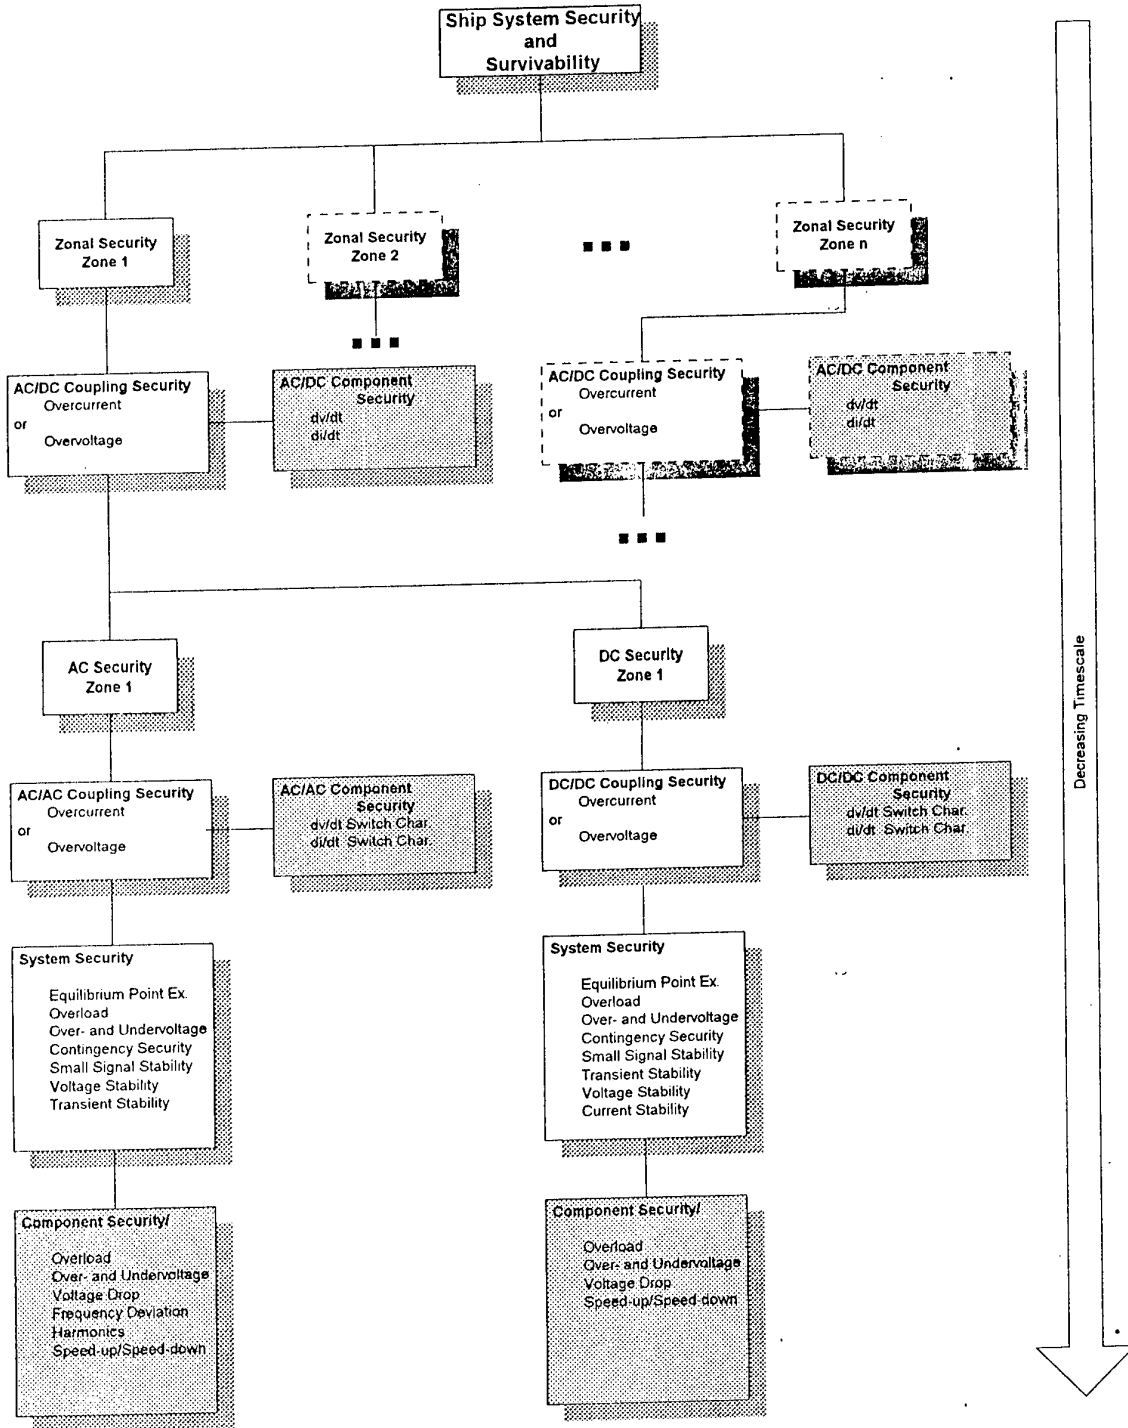 Ship System Security
and
Survivability
Zonal Security
Zone 1
Zonal Security
Zone 2
Zonal Security
Zone n
AC/DC Coupling Security
Overcurrent
or
Overvoltage
AC/DC Component
Security
dv/dt
di/dt
AC/DC Coupling Security
Overcurrent
or
Overvoltage
AC/DC Component
Security
dv/dt
di/dt
AC Security
Zone 1
DC Security
Zone 1
AC/AC Coupling Security
Overcurrent
or
Overvoltage
AC/AC Component
Security
dv/dt Switch Char.
di/dt Switch Char.
DC/DC Coupling Security
Overcurrent
or
Overvoltage
DC/DC Component
Security
dv/dt Switch Char.
di/dt Switch Char.
System Security
Equilibrium Point Ex.
Overload
Over- and Undervoltage
Contingency Security
Small Signal Stability
Voltage Stability
Transient Stability
System Security
Equilibrium Point Ex.
Overload
Over- and Undervoltage
Contingency Security
Small Signal Stability
Transient Stability
Voltage Stability
Current Stability
Component Security/
Overload
Over- and Undervoltage
Voltage Drop
Frequency Deviation
Harmonics
Speed-up/Speed-down
Component Security/
Overload
Over- and Undervoltage
Voltage Drop
Speed-up/Speed-down
Decreasing Timescale